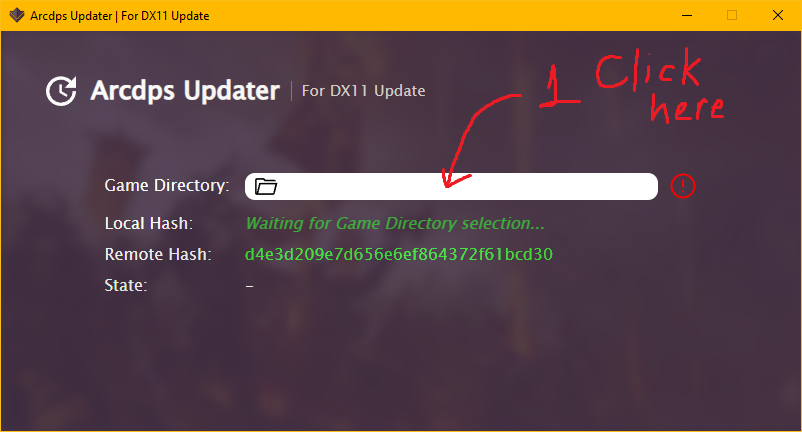 Arcdps Updater | For DX11 Update
Arcdps Updater | For DX11 Update
1 Click
here
Game Directory:
Local Hash: Waiting for Game Directory selection...
Remote Hash: d4e3d209e7d656e6ef864372f61bcd30
State: -